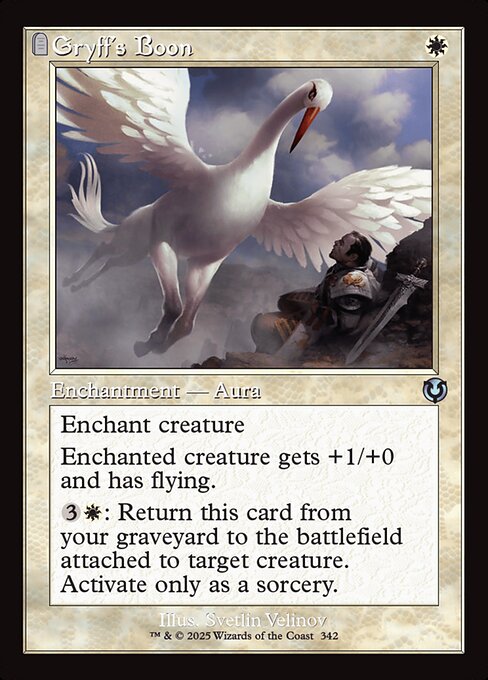 Gryff's Boon
Enchantment — Aura
Enchant creature
Enchanted creature gets +1/+0
and has flying.
3: Return this card from
your graveyard to the battlefield
attached to target creature.
Activate only as a sorcery.
Illus. Svetlin Velinov
™ & © 2025 Wizards of the Coast 342